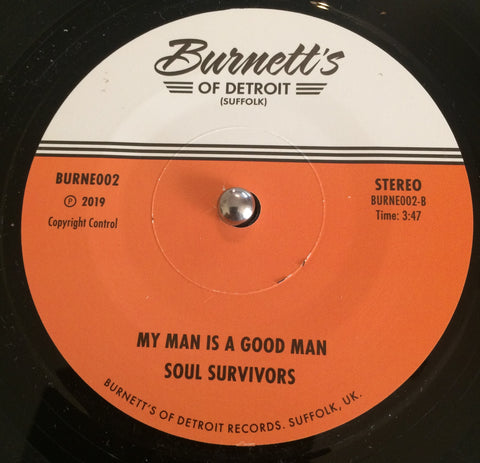 Burnett's
OF DETROIT
(SUFFOLK)
BURNE002
℗ 2019
Copyright Control
STEREO
BURNE002-B
Time: 3:47
MY MAN IS A GOOD MAN
SOUL SURVIVORS
BURNETT'S OF DETROIT RECORDS. SUFFOLK, UK.